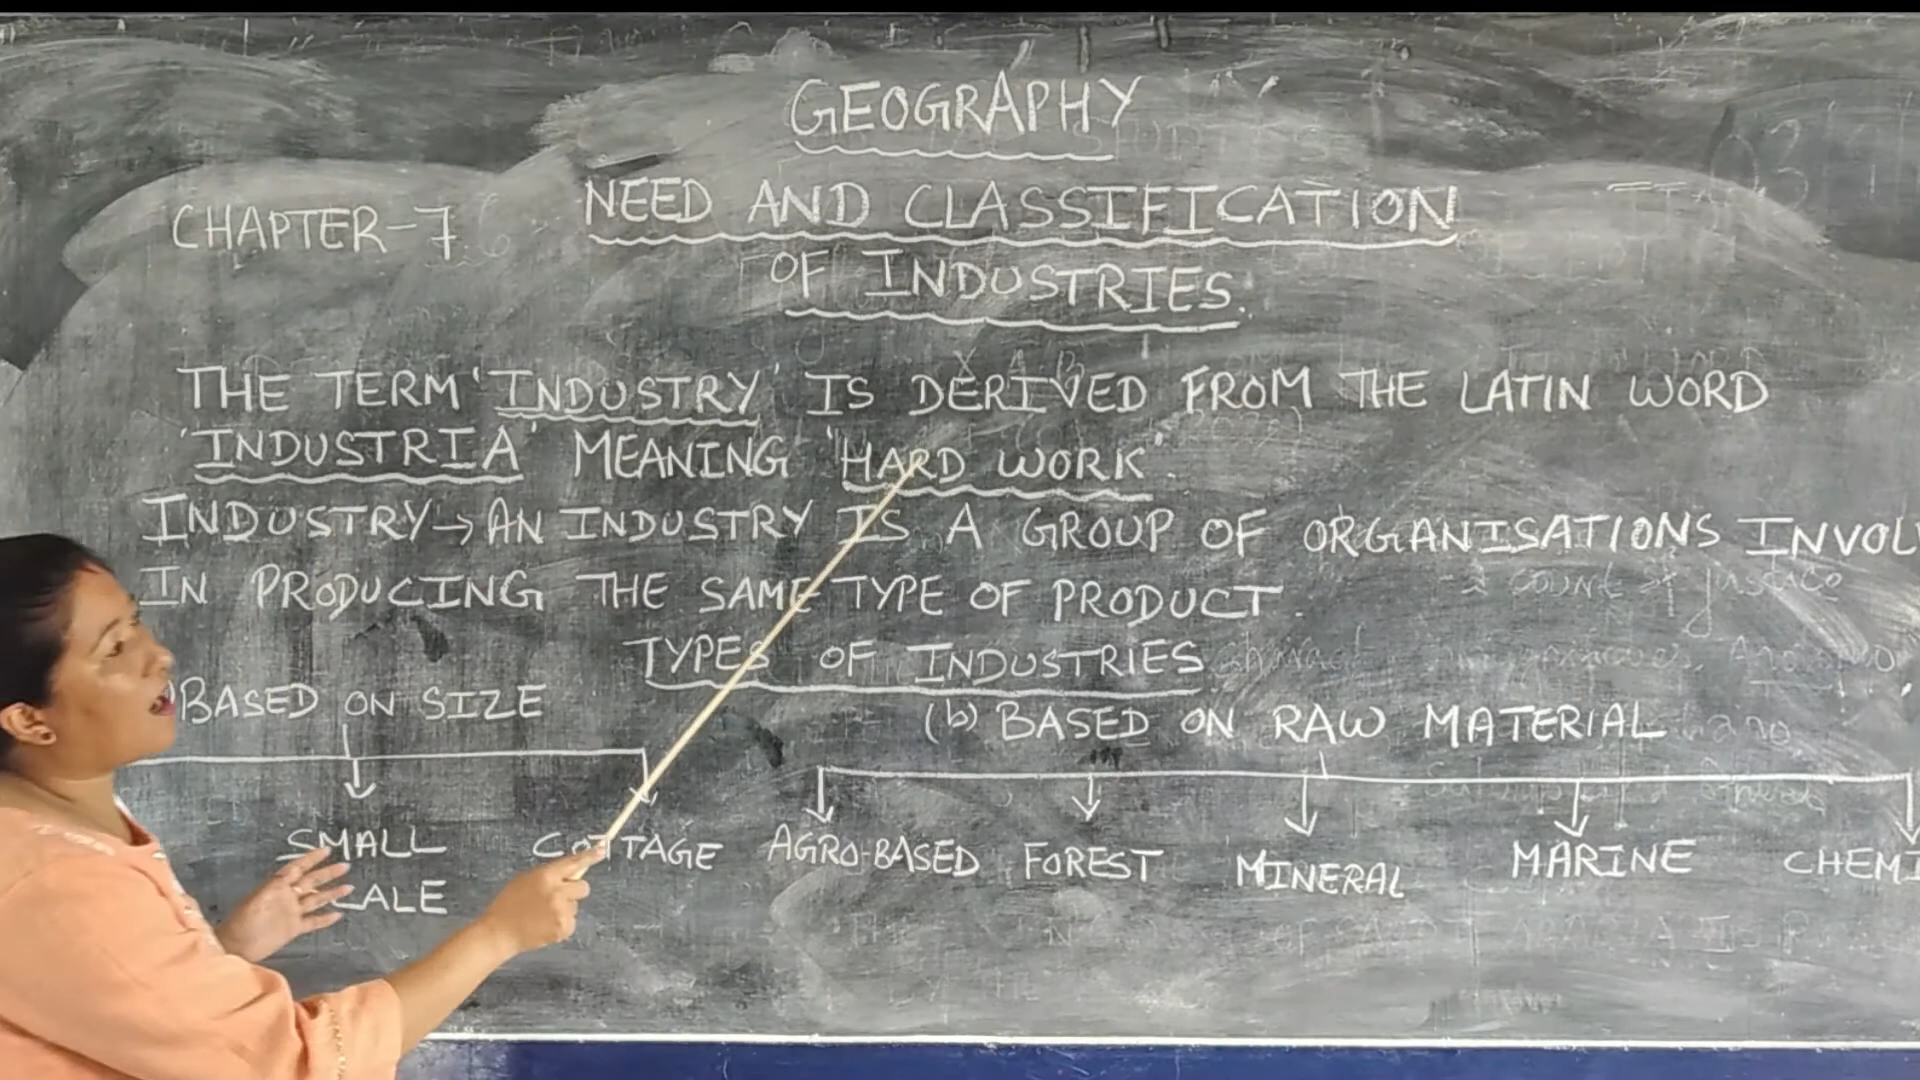 GEOGRAPHY
CHAPTER-7
NEED AND CLASSIFICATION
OF INDUSTRIES.
THE TERM 'INDUSTRY' IS DERIVED FROM THE LATIN WORD
'INDUSTRIA' MEANING 'HARD WORK'.
INDUSTRY→AN INDUSTRY IS A GROUP OF ORGANISATIONS INVOL
IN PRODUCING THE SAME TYPE OF PRODUCT.
TYPES OF INDUSTRIES
)BASED ON SIZE
(b) BASED ON RAW MATERIAL
SMALL
CALE
COTTAGE
AGRO-BASED FOREST MINERAL MARINE CHEMI